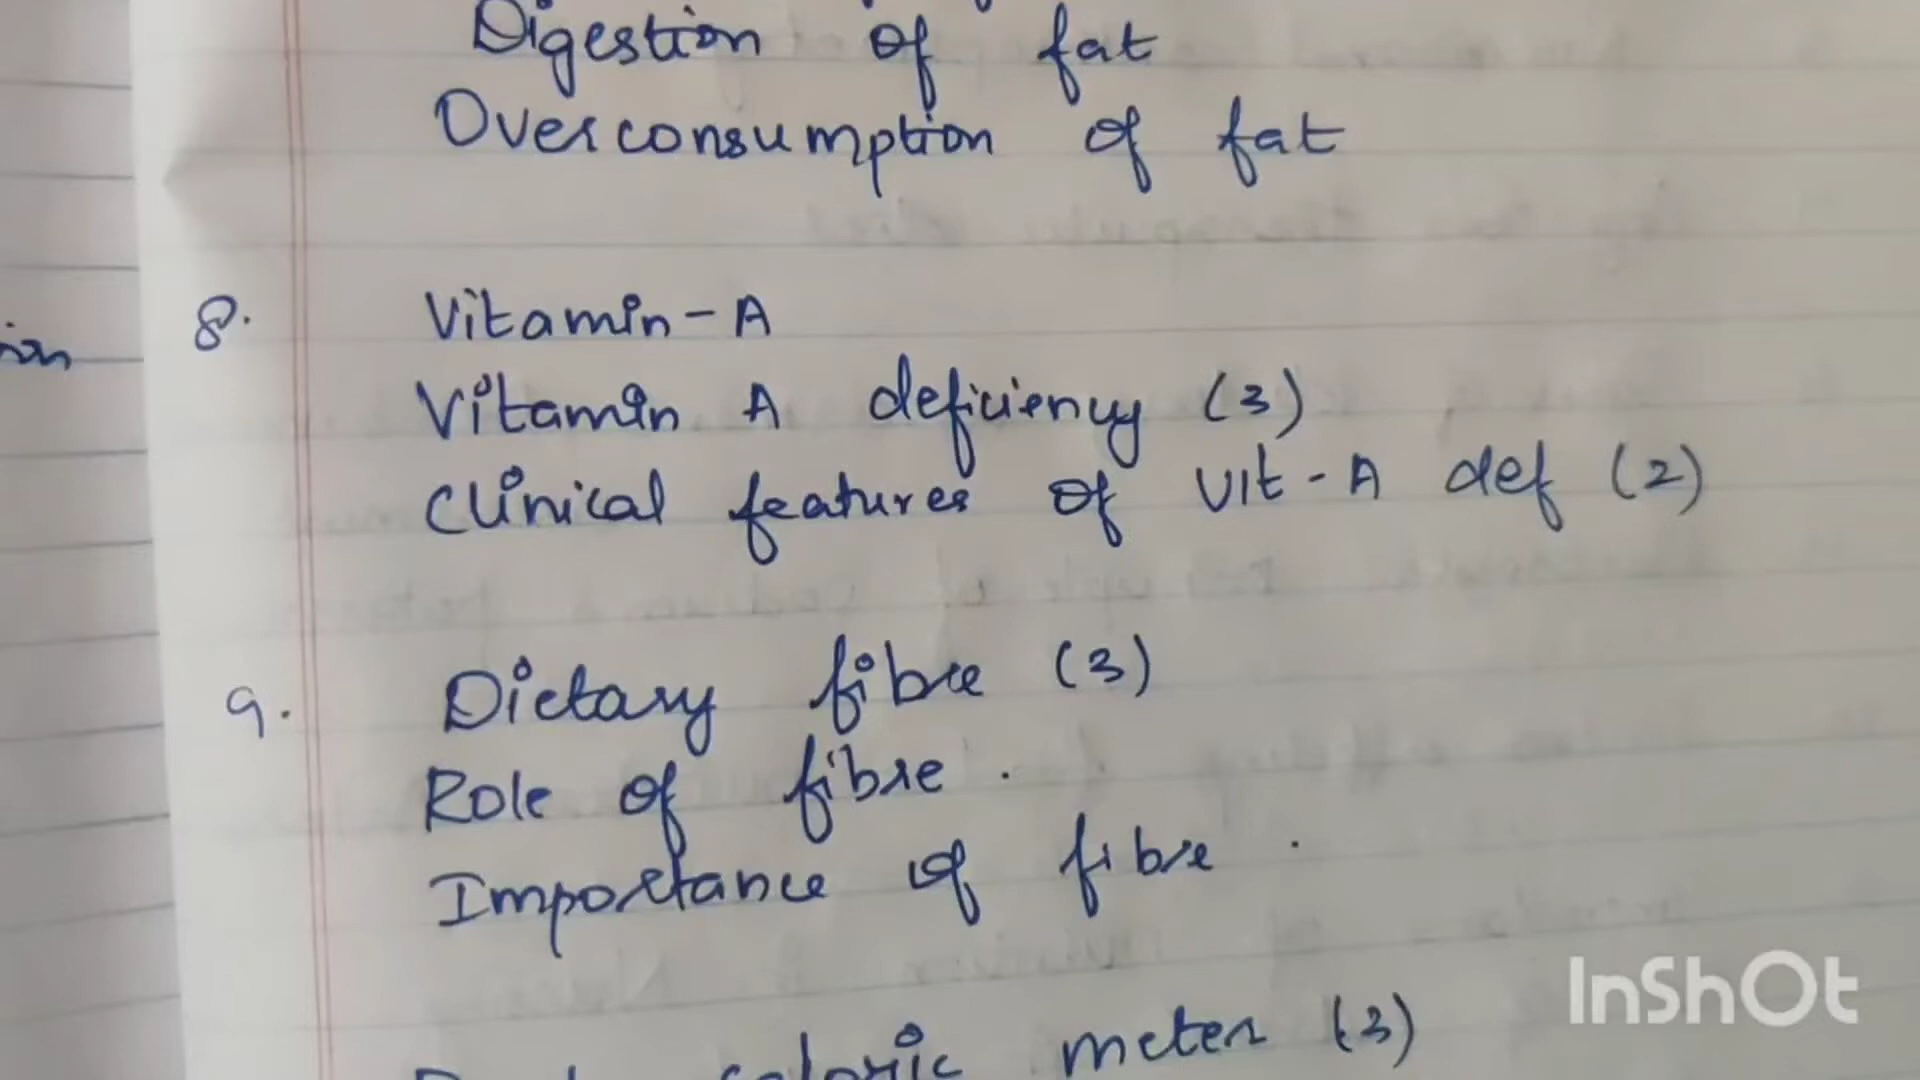 Digestion of fat
Overconsumption of fat
8. Vitamin-A
Vitamin A deficiency (3)
Clinical features of Vit-A def (2)
9. Dietary fibre (3)
Role of fibre.
Importance of fibre.
caloric meter (3)
InShOt